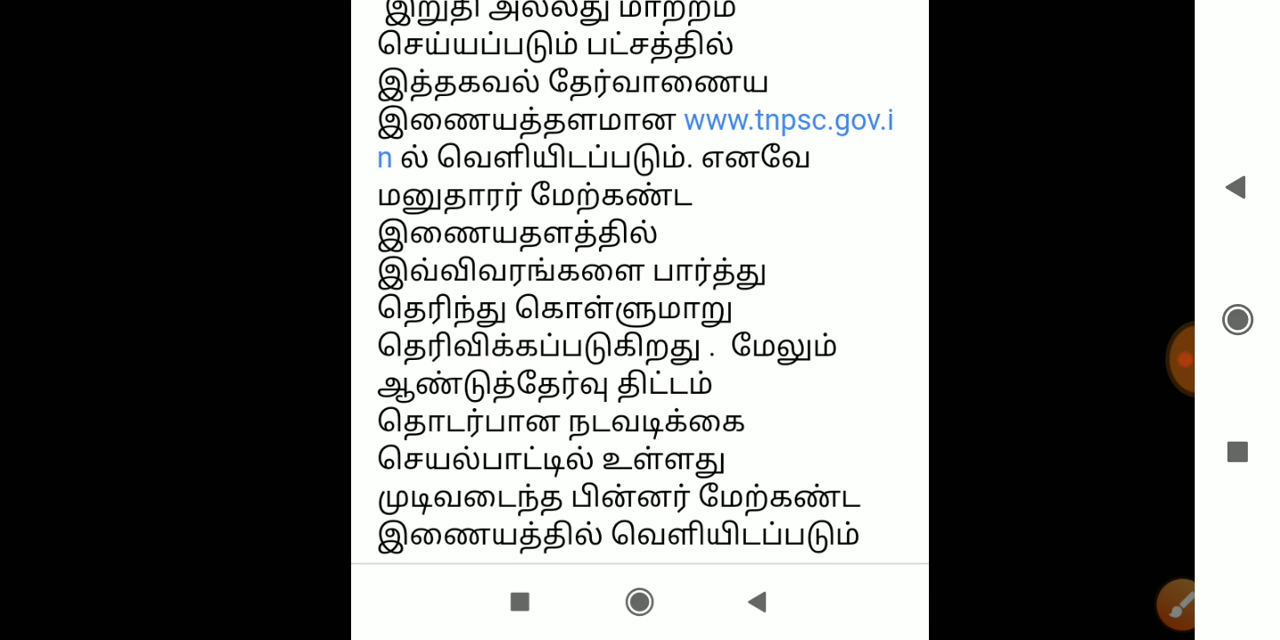 இறுதி அல்லது மாற்றம்
செய்யப்படும் பட்சத்தில்
இத்தகவல் தேர்வாணைய
இணையத்தளமான www.tnpsc.gov.i
n ல் வெளியிடப்படும். எனவே
மனுதாரர் மேற்கண்ட
இணையதளத்தில்
இவ்விவரங்களை பார்த்து
தெரிந்து கொள்ளுமாறு
தெரிவிக்கப்படுகிறது .  மேலும்
ஆண்டுத்தேர்வு திட்டம்
தொடர்பான நடவடிக்கை
செயல்பாட்டில் உள்ளது
முடிவடைந்த பின்னர் மேற்கண்ட
இணையத்தில் வெளியிடப்படும்